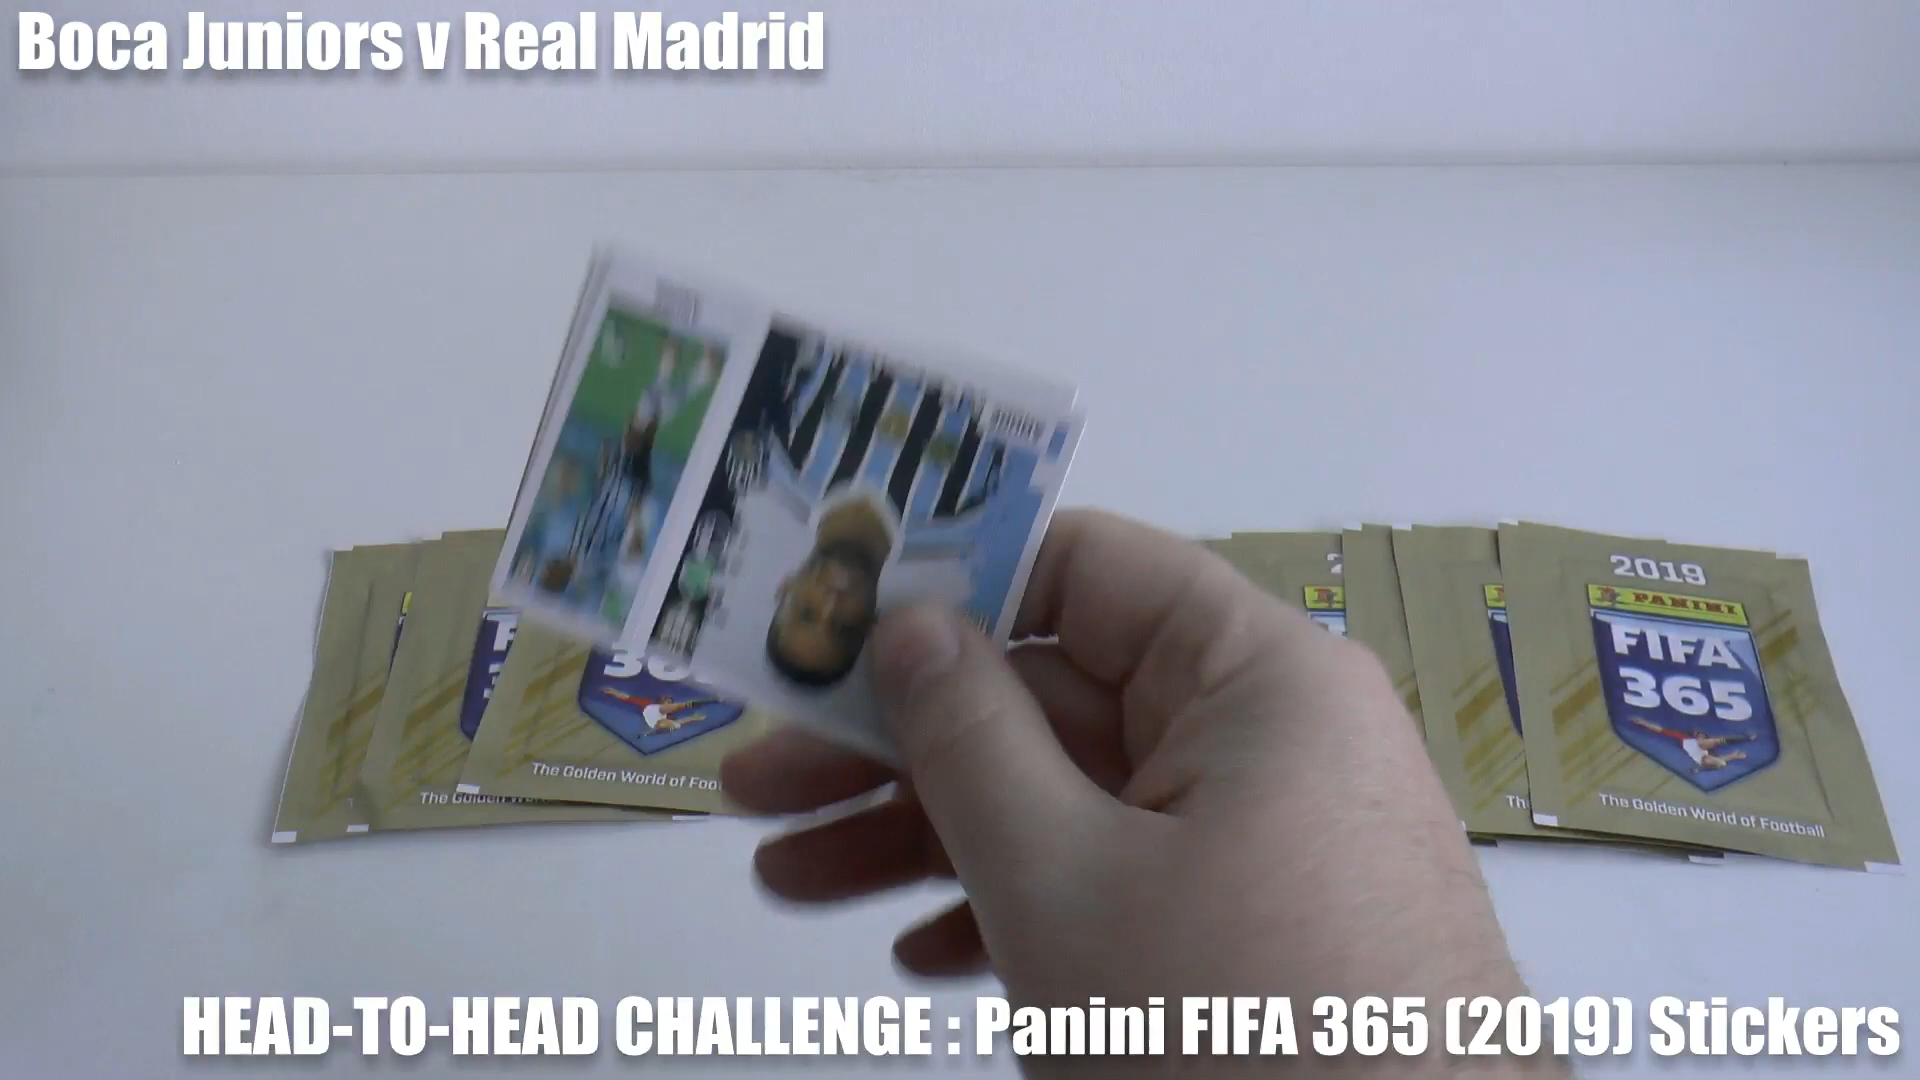 Boca Juniors v Real Madrid
2019
PANINI
FIFA
365
The Golden World of Football
The Golden World of Foot
36
HEAD-TO-HEAD CHALLENGE : Panini FIFA 365 (2019) Stickers